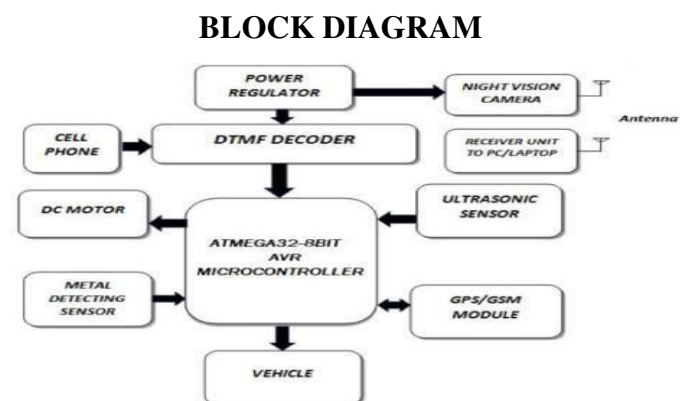 BLOCK DIAGRAM
POWER
REGULATOR
NIGHT VISION
CAMERA
Antenna
CELL
PHONE
DTMF DECODER
RECEIVER UNIT
TO PC/LAPTOP
DC MOTOR
ULTRASONIC
SENSOR
ATMEGA32-8BIT
AVR
MICROCONTROLLER
METAL
DETECTING
SENSOR
GPS/GSM
MODULE
VEHICLE